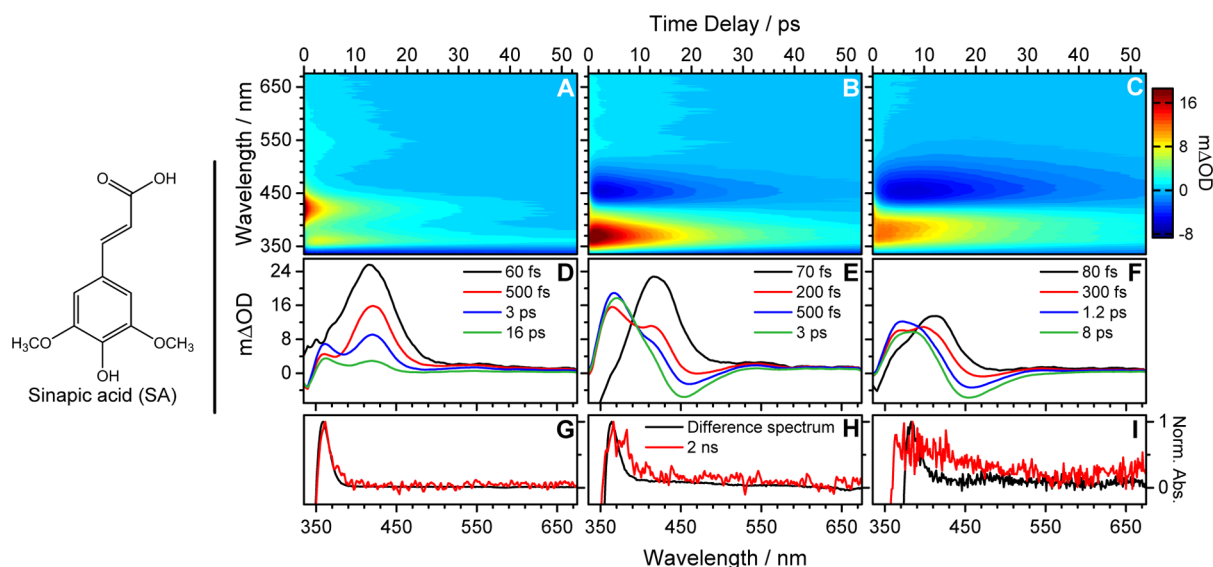 Time Delay / ps
0 10 20 30 40 50 0 10 20 30 40 50 0 10 20 30 40 50
Wavelength / nm
650
550
450
350
A
B
C
16
8
0
-8
mΔOD
O
OH
H3CO
OCH3
OH
Sinapic acid (SA)
mΔOD
24
16
8
0
D
60 fs
500 fs
3 ps
16 ps
E
70 fs
200 fs
500 fs
3 ps
F
80 fs
300 fs
1.2 ps
8 ps
G
H
Difference spectrum
2 ns
I
1
0
Norm. Abs.
350 450 550 650 350 450 550 650 350 450 550 650
Wavelength / nm